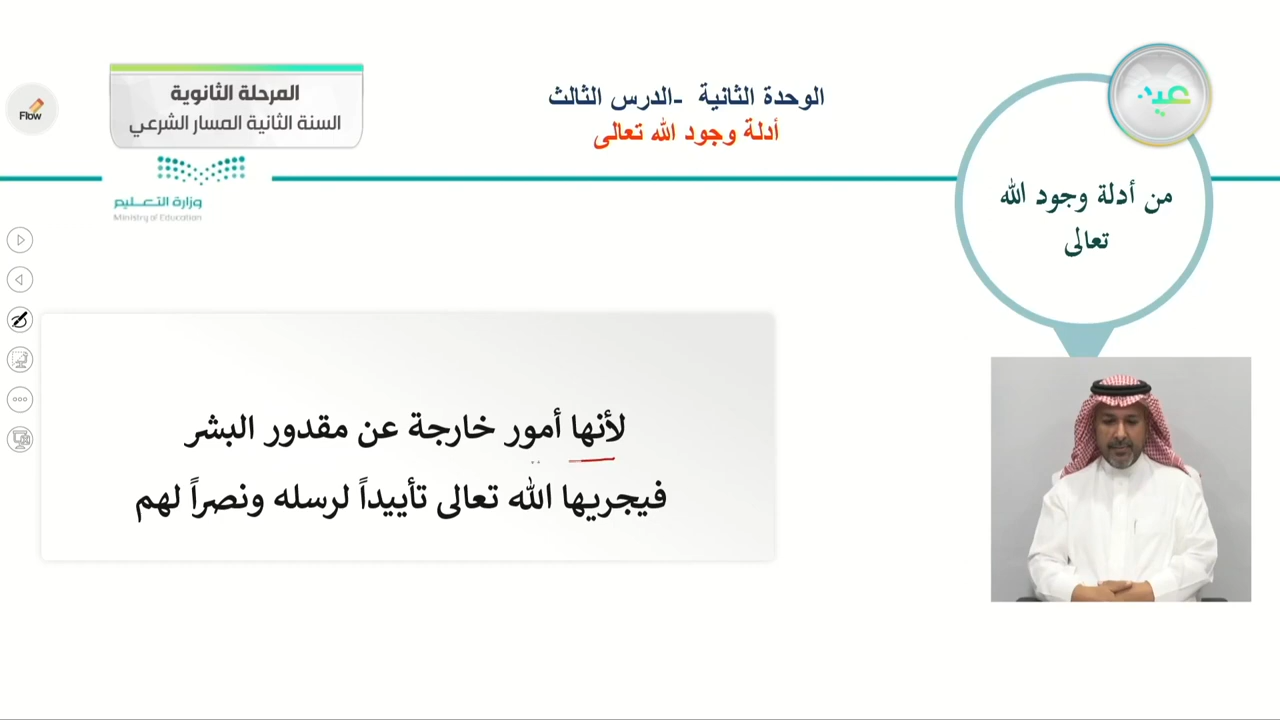 عين
المرحلة الثانوية
السنة الثانية المسار الشرعي
الوحدة الثانية -الدرس الثالث
أدلة وجود الله تعالى
وزارة التعليم
Ministry of Education
Flow
من أدلة وجود الله
تعالى
لأنها أمور خارجة عن مقدور البشر
فيجريها الله تعالى تأييداً لرسله ونصراً لهم